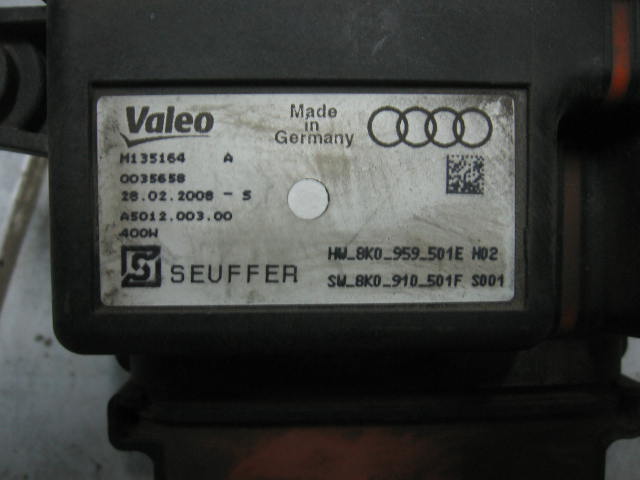 Valeo
Made
in
Germany
M135164 A
0035658
28.02.2008 - S
A5012.003.00
400W
SEUFFER
HW_8K0_959_501E H02
SW_8K0_910_501F S001